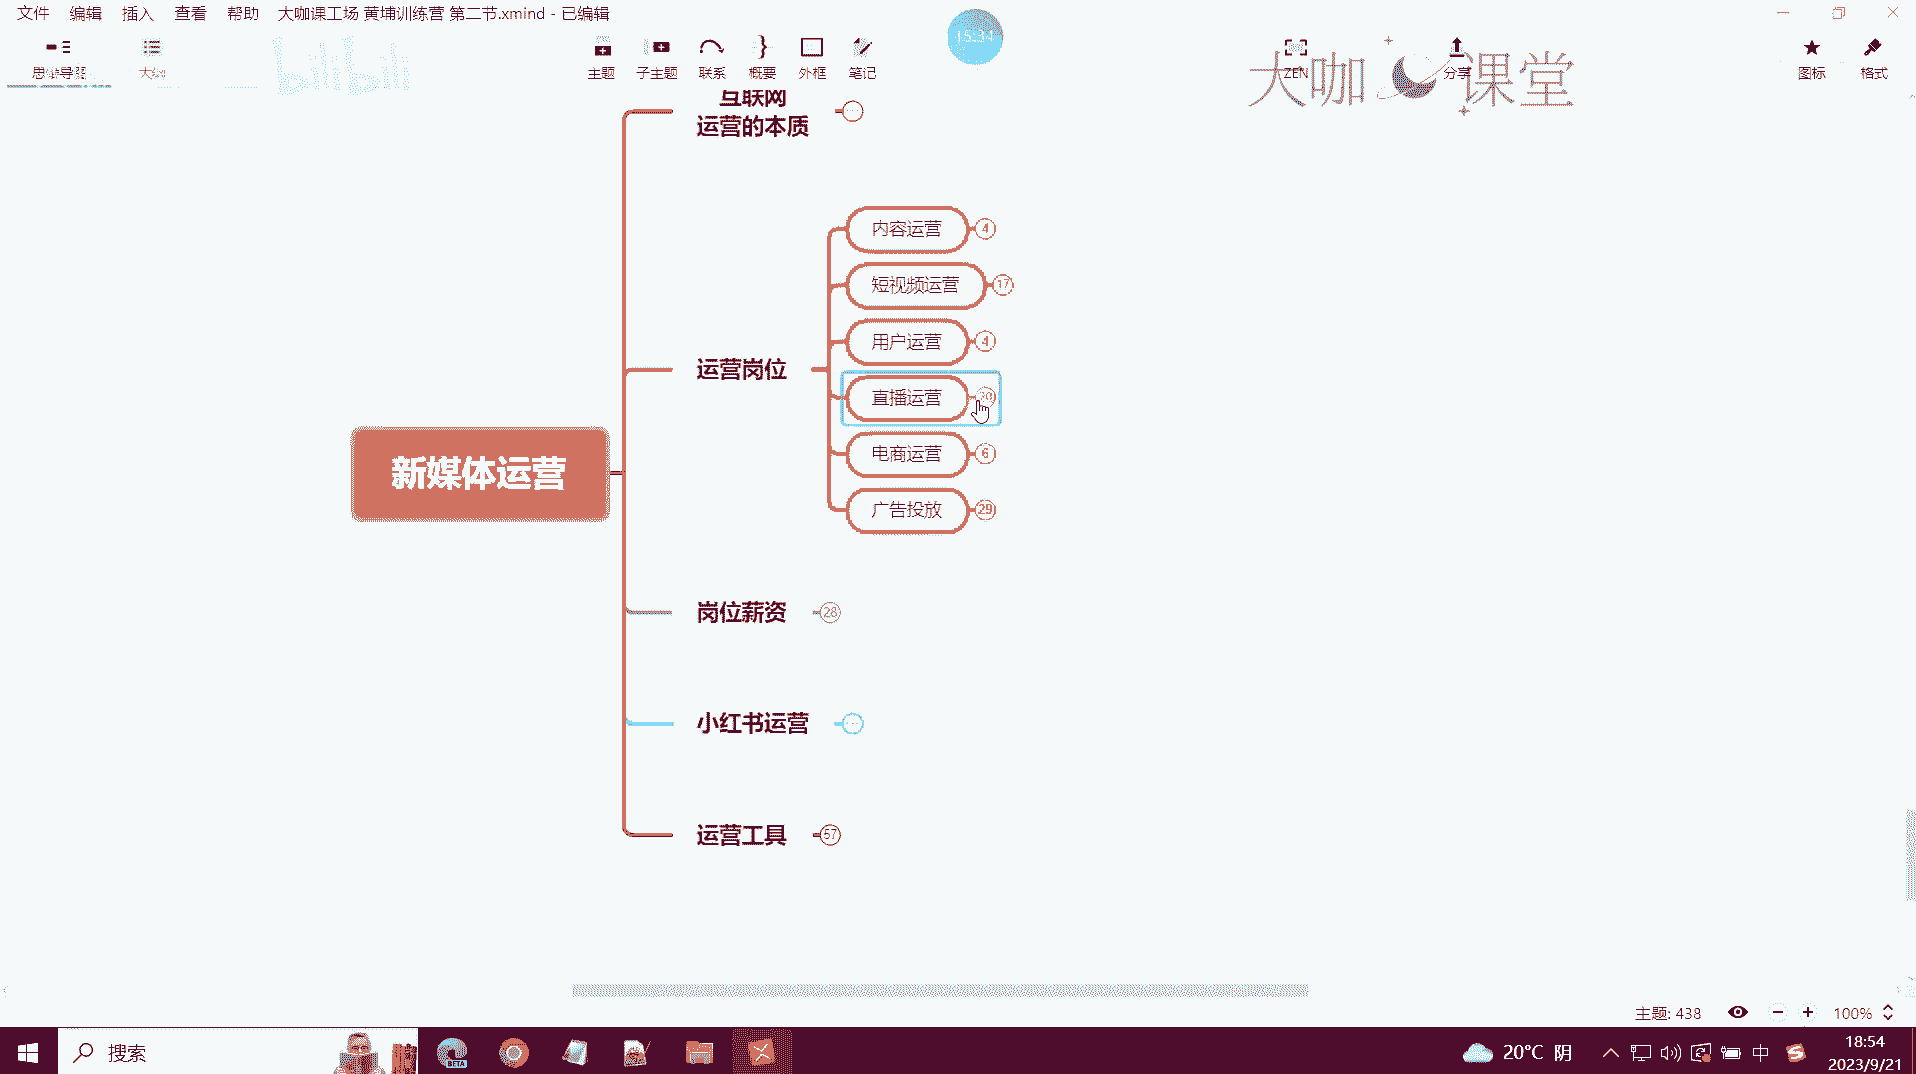 文件 编辑 插入 查看 帮助 大咖课工场 黄埔训练营 第二节.xmind - 已编辑
思维导图 大纲
bilibili
主题 子主题 联系 概要 外框 笔记
15:34
ZEN 分享
大咖课堂
图标 格式
互联网
运营的本质
内容运营 4
短视频运营 17
用户运营 4
运营岗位
直播运营
电商运营 6
广告投放 29
新媒体运营
岗位薪资 28
小红书运营
运营工具 57
主题: 438 100%
搜索
BETA
20°C 阴
中
18:54
2023/9/21